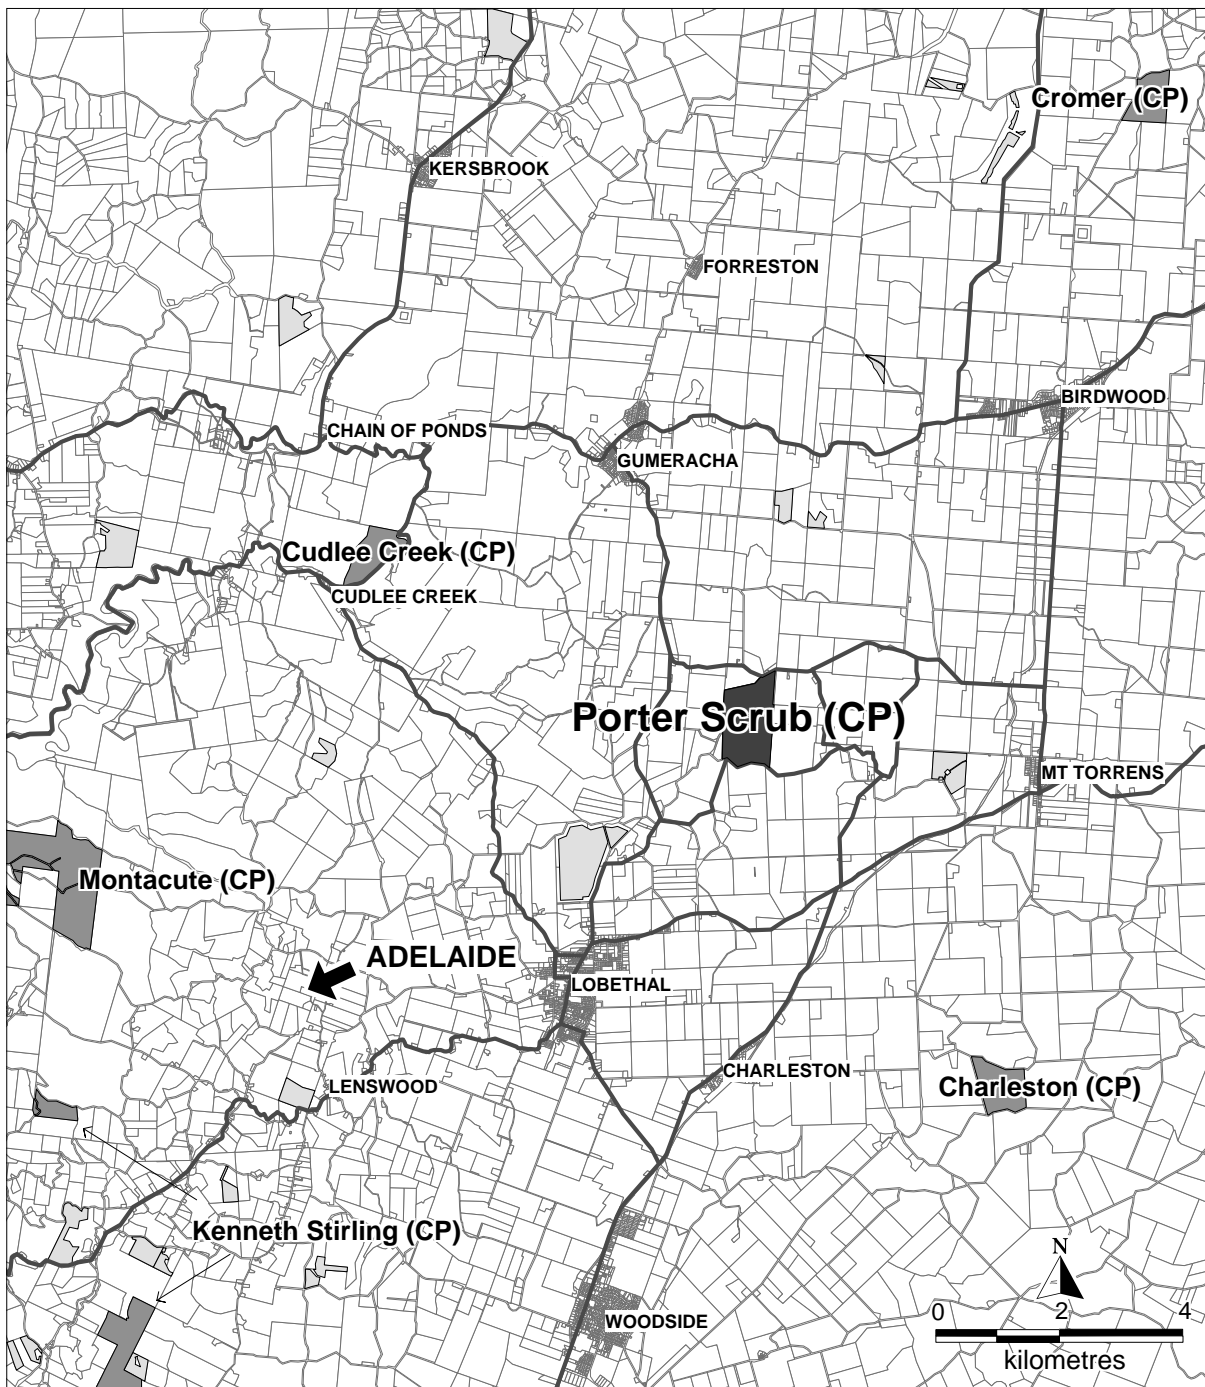 Cromer (CP)
KERSBROOK
FORRESTON
BIRDWOOD
CHAIN OF PONDS
GUMERACHA
Cudlee Creek (CP)
CUDLEE CREEK
Porter Scrub (CP)
MT TORRENS
Montacute (CP)
ADELAIDE
LOBETHAL
CHARLESTON
LENSWOOD
Charleston (CP)
Kenneth Stirling (CP)
N
WOODSIDE
0 2 4
kilometres